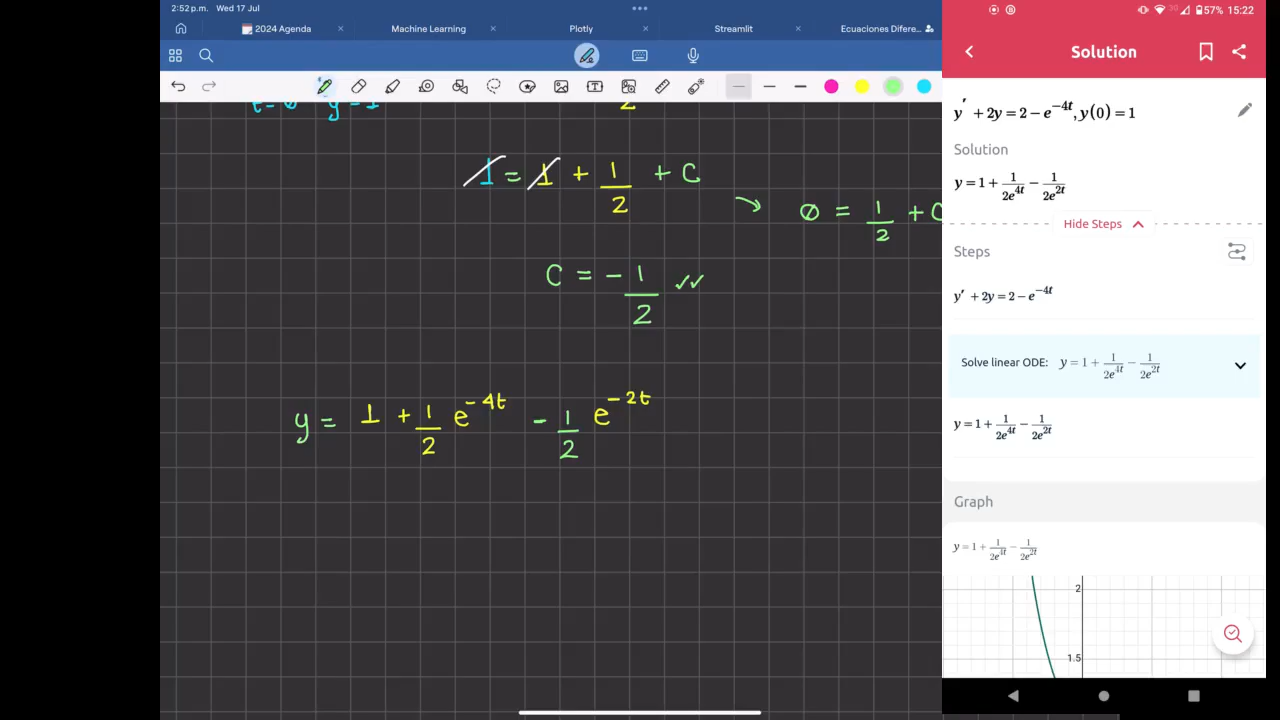 2:52 p.m. Wed 17 Jul
2024 Agenda
Machine Learning
Plotly
Streamlit
Ecuaciones Difere...
t=0 y=1
2
1 = 1 + 1/2 + C
0 = 1/2 + C
C = -1/2 ✓✓
y = 1 + 1/2 e^-4t - 1/2 e^-2t
57% 15:22
Solution
y′ + 2y = 2 − e^−4t, y(0) = 1
Solution
y = 1 + 1/2e^4t − 1/2e^2t
Hide Steps
Steps
y′ + 2y = 2 − e^−4t
Solve linear ODE: y = 1 + 1/2e^4t − 1/2e^2t
y = 1 + 1/2e^4t − 1/2e^2t
Graph
y = 1 + 1/2e^4t − 1/2e^2t
2
1.5